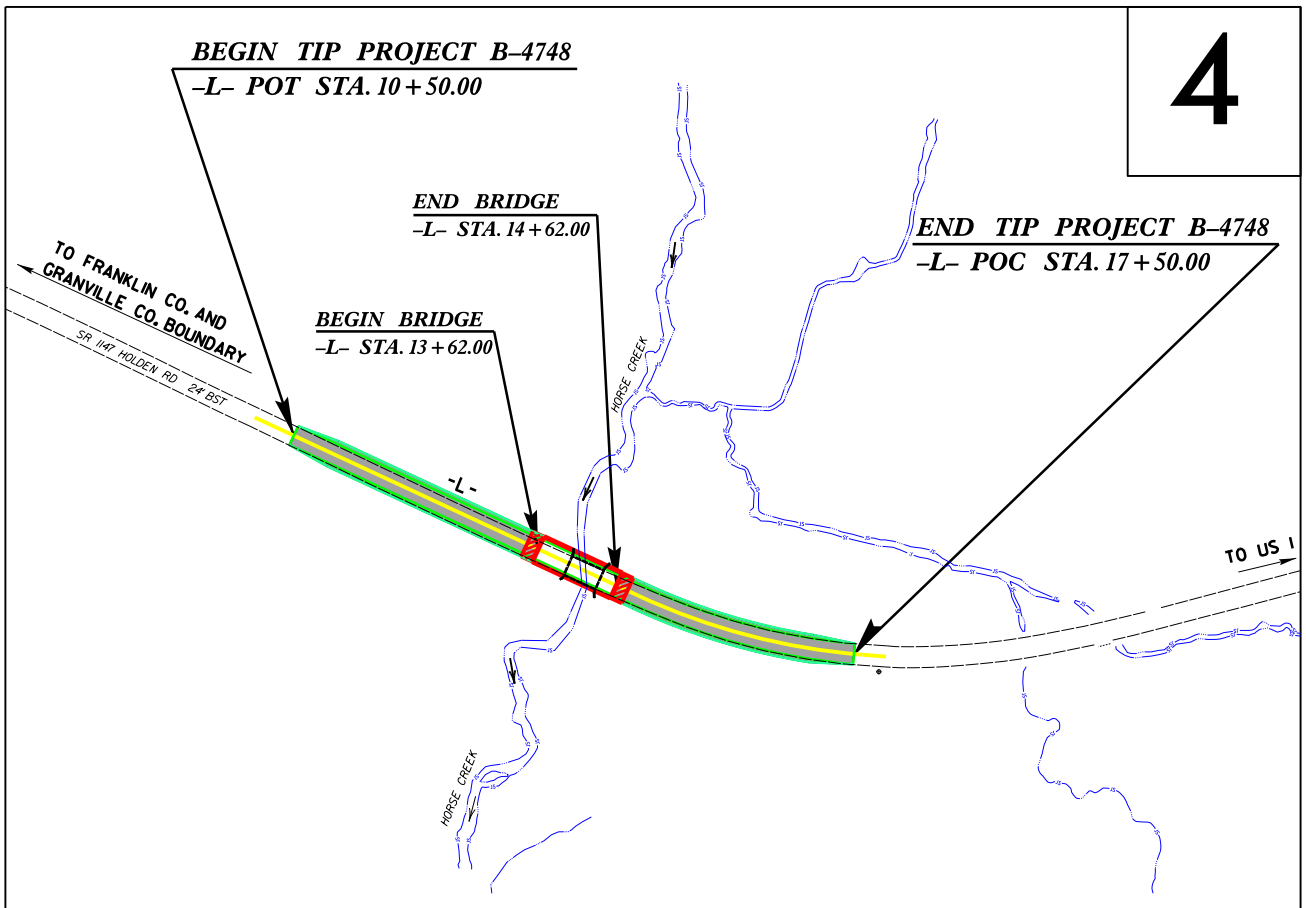 BEGIN TIP PROJECT B–4748
–L– POT STA. 10+50.00
4
END BRIDGE
–L– STA. 14+62.00
END TIP PROJECT B–4748
–L– POC STA. 17+50.00
TO FRANKLIN CO. AND
GRANVILLE CO. BOUNDARY
BEGIN BRIDGE
–L– STA. 13+62.00
SR 1147 HOLDEN RD 24' BST
HORSE CREEK
-L-
TO US 1
HORSE CREEK